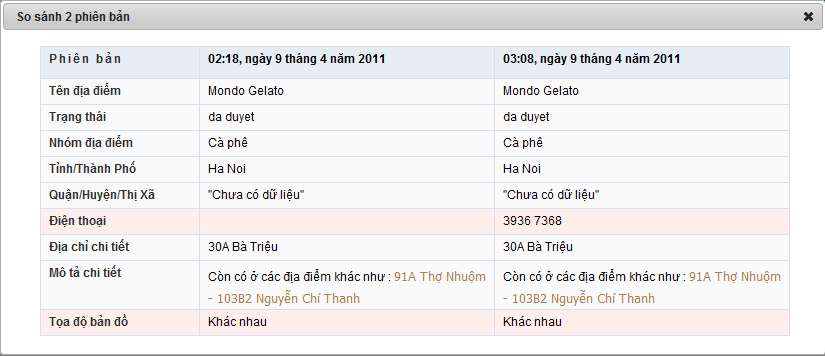 So sánh 2 phiên bản
Phiên bản 02:18, ngày 9 tháng 4 năm 2011 03:08, ngày 9 tháng 4 năm 2011
Tên địa điểm Mondo Gelato Mondo Gelato
Trạng thái da duyet da duyet
Nhóm địa điểm Cà phê Cà phê
Tỉnh/Thành Phố Ha Noi Ha Noi
Quận/Huyện/Thị Xã "Chưa có dữ liệu" "Chưa có dữ liệu"
Điện thoại 3936 7368
Địa chỉ chi tiết 30A Bà Triệu 30A Bà Triệu
Mô tả chi tiết Còn có ở các địa điểm khác như : 91A Thợ Nhuộm Còn có ở các địa điểm khác như : 91A Thợ Nhuộm
- 103B2 Nguyễn Chí Thanh - 103B2 Nguyễn Chí Thanh
Tọa độ bản đồ Khác nhau Khác nhau